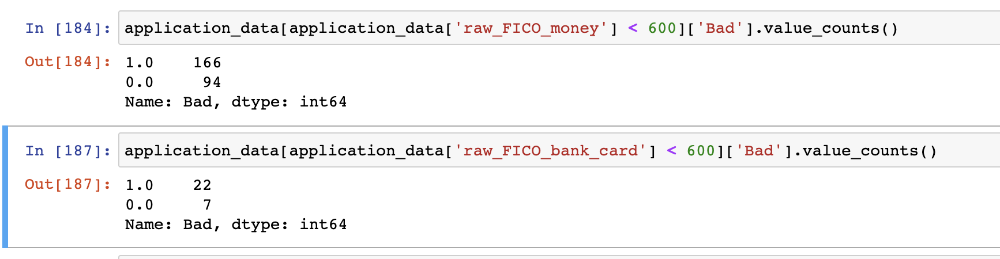 In [184]: application_data[application_data['raw_FICO_money'] < 600]['Bad'].value_counts()
Out[184]: 1.0    166
0.0     94
Name: Bad, dtype: int64
In [187]: application_data[application_data['raw_FICO_bank_card'] < 600]['Bad'].value_counts()
Out[187]: 1.0    22
0.0     7
Name: Bad, dtype: int64